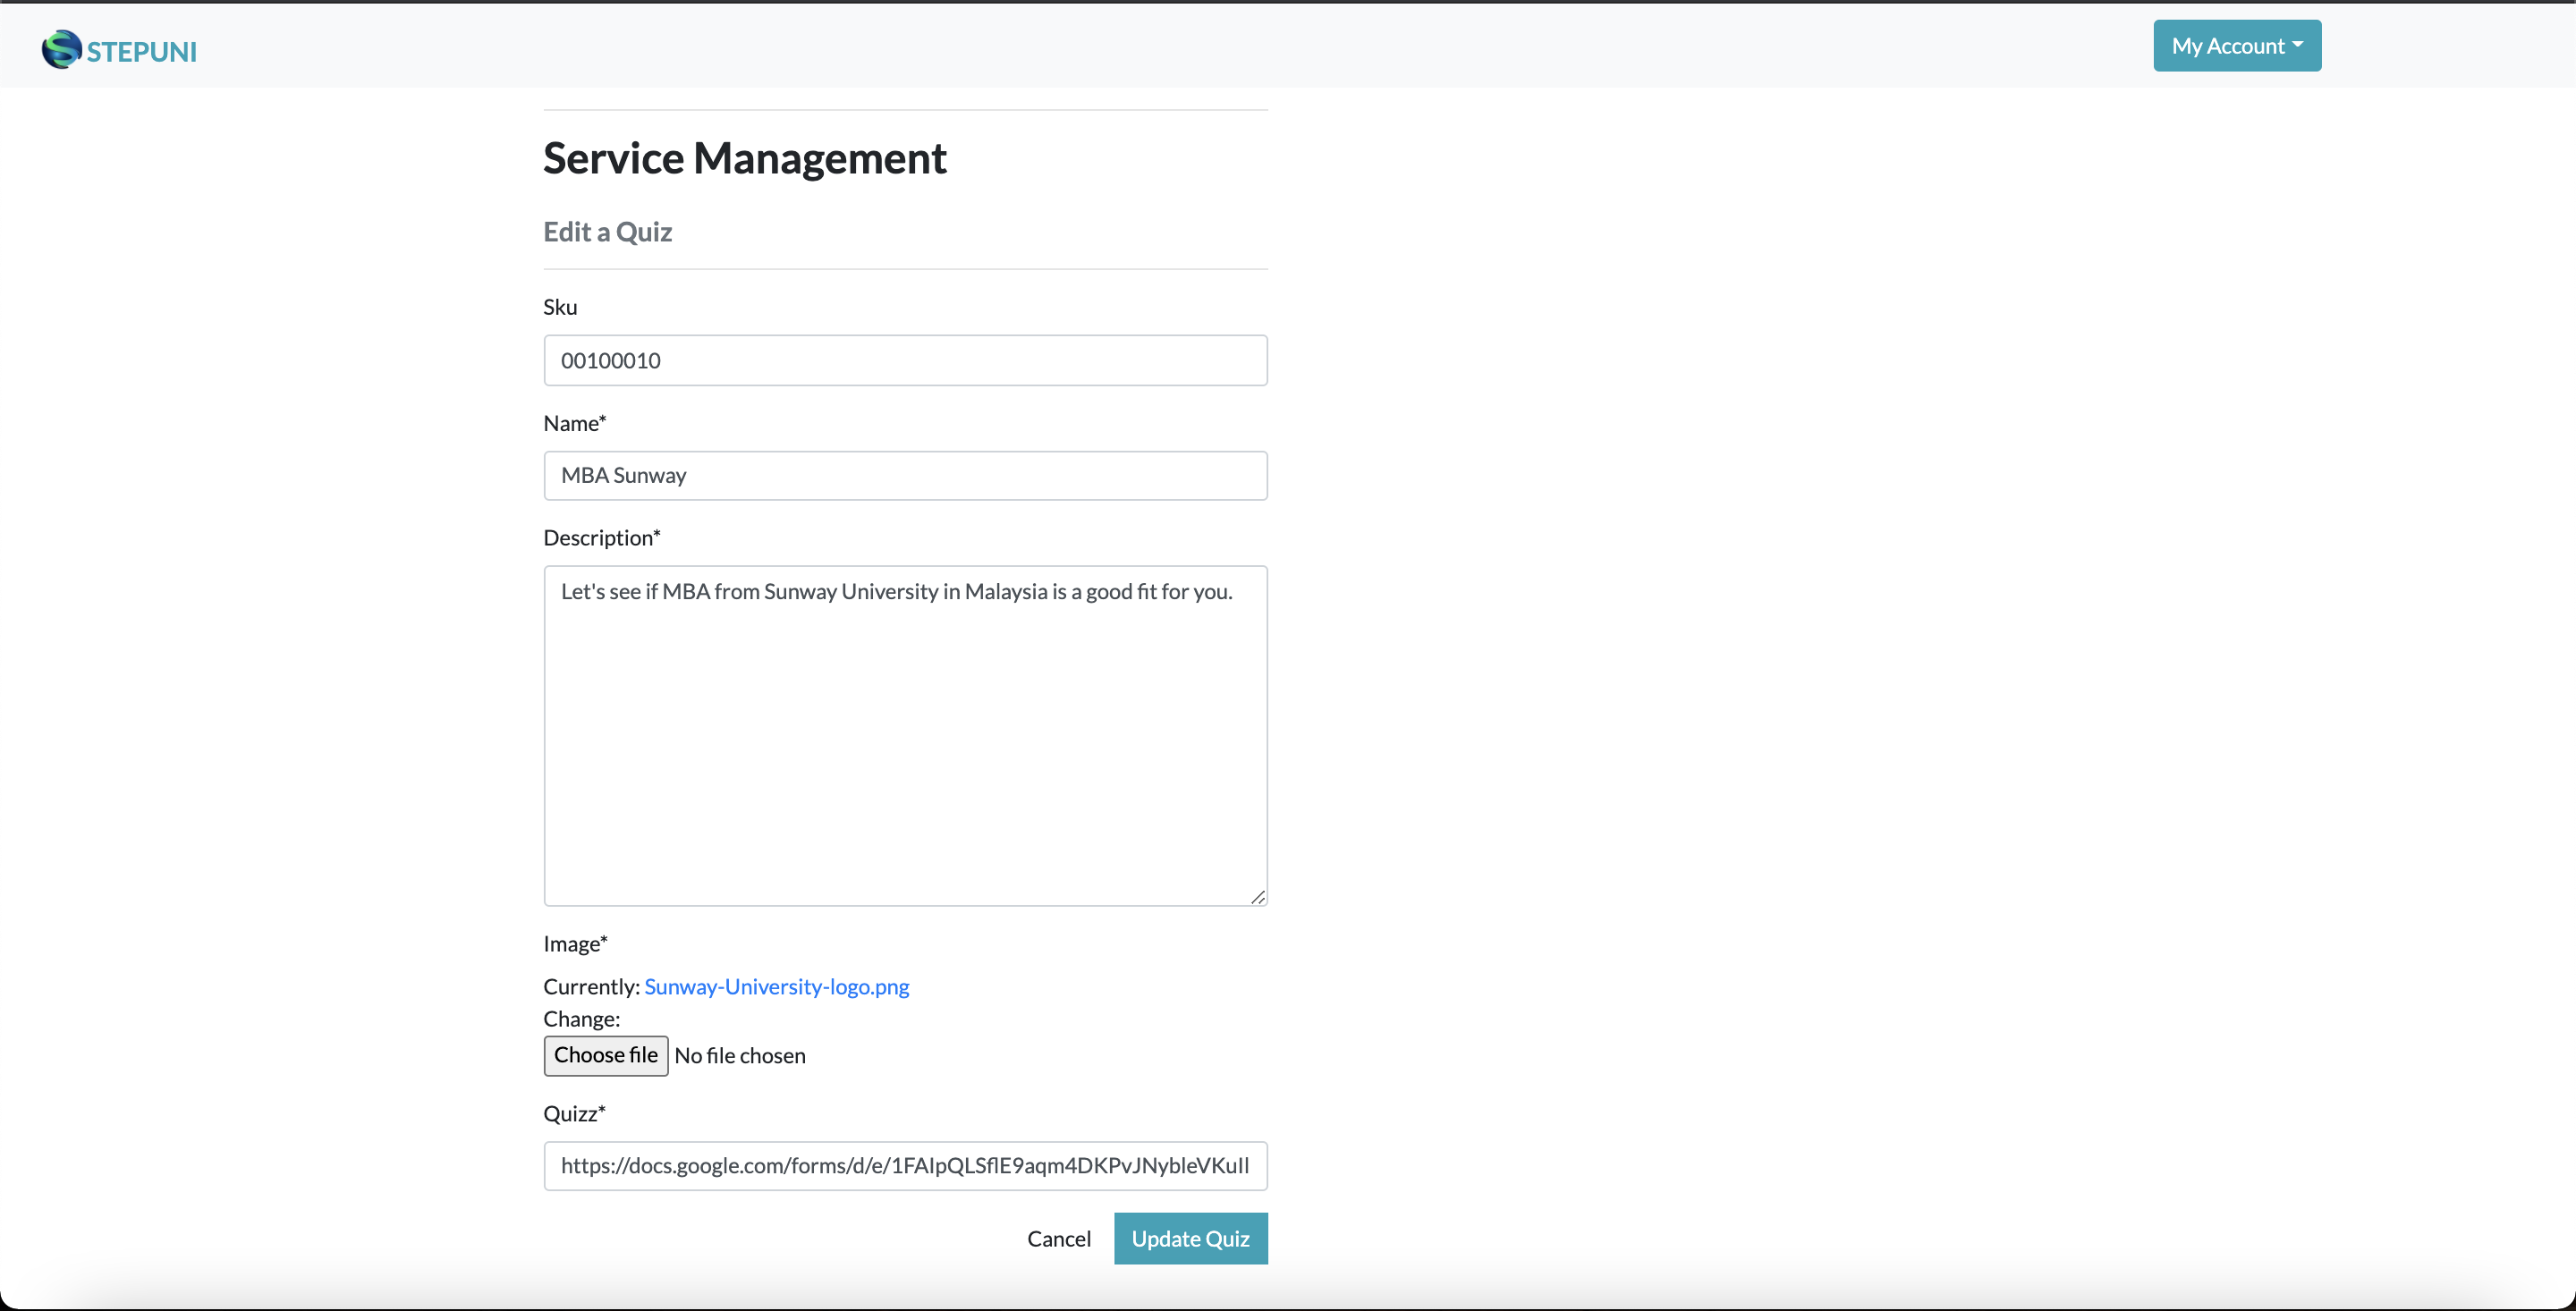 STEPUNI
My Account
Service Management
Edit a Quiz
Sku
00100010
Name*
MBA Sunway
Description*
Let's see if MBA from Sunway University in Malaysia is a good fit for you.
Image*
Currently: Sunway-University-logo.png
Change:
Choose file No file chosen
Quizz*
https://docs.google.com/forms/d/e/1FAIpQLSflE9aqm4DKPvJNybleVKuIl
Cancel Update Quiz